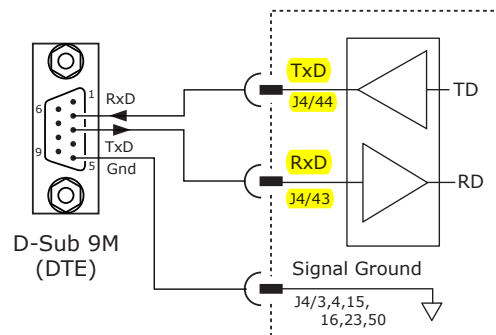 1
6
RxD
9
TxD
5
Gnd
D-Sub 9M
(DTE)
TxD
J4/44
TD
RxD
J4/43
RD
Signal Ground
J4/3,4,15,
16,23,50